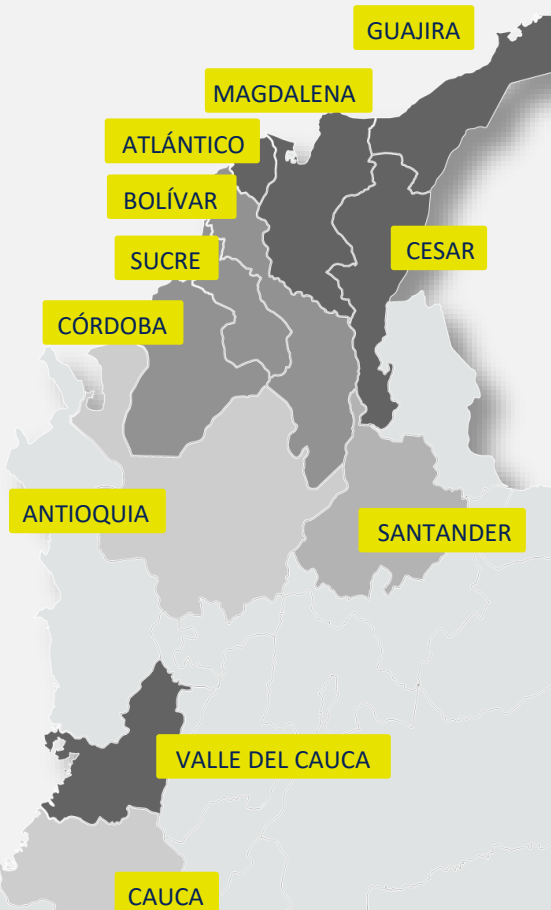 GUAJIRA
MAGDALENA
ATLÁNTICO
BOLÍVAR
SUCRE
CESAR
CÓRDOBA
ANTIOQUIA
SANTANDER
VALLE DEL CAUCA
CAUCA